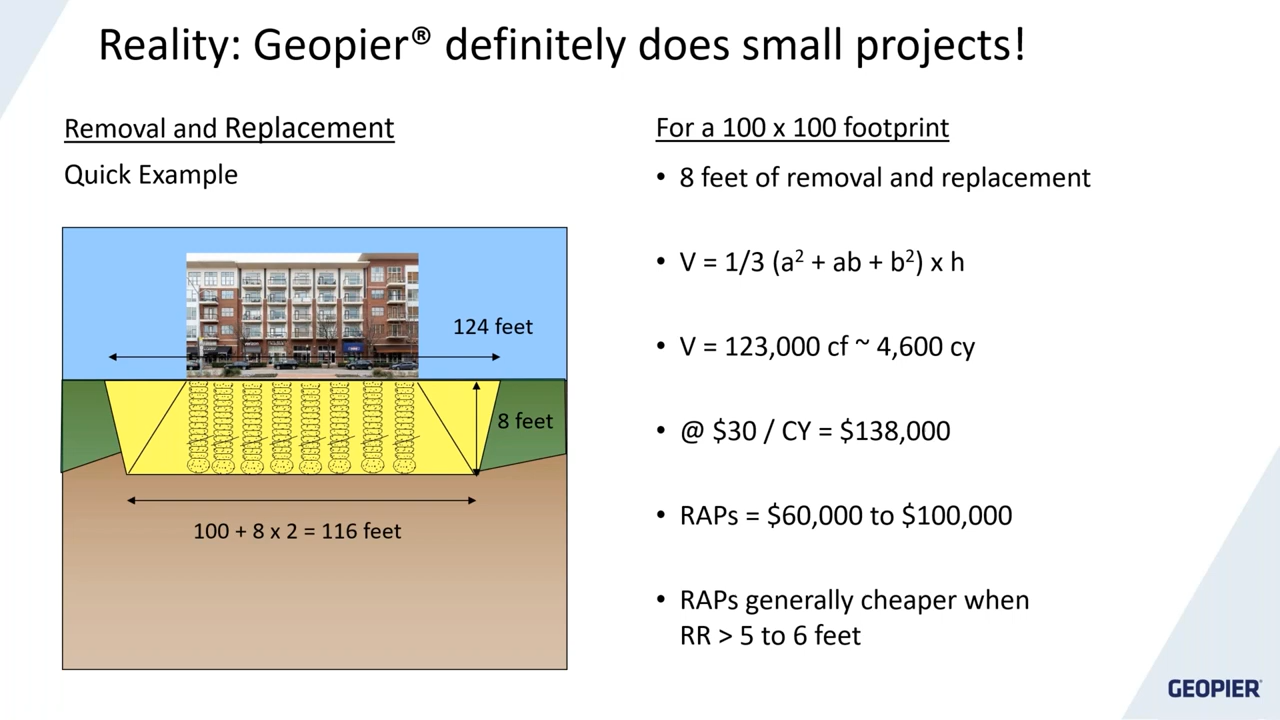 Reality: Geopier® definitely does small projects!
Removal and Replacement
Quick Example
124 feet
8 feet
100 + 8 x 2 = 116 feet
For a 100 x 100 footprint
• 8 feet of removal and replacement
• V = 1/3 (a² + ab + b²) x h
• V = 123,000 cf ~ 4,600 cy
• @ $30 / CY = $138,000
• RAPs = $60,000 to $100,000
• RAPs generally cheaper when
RR > 5 to 6 feet
GEOPIER®